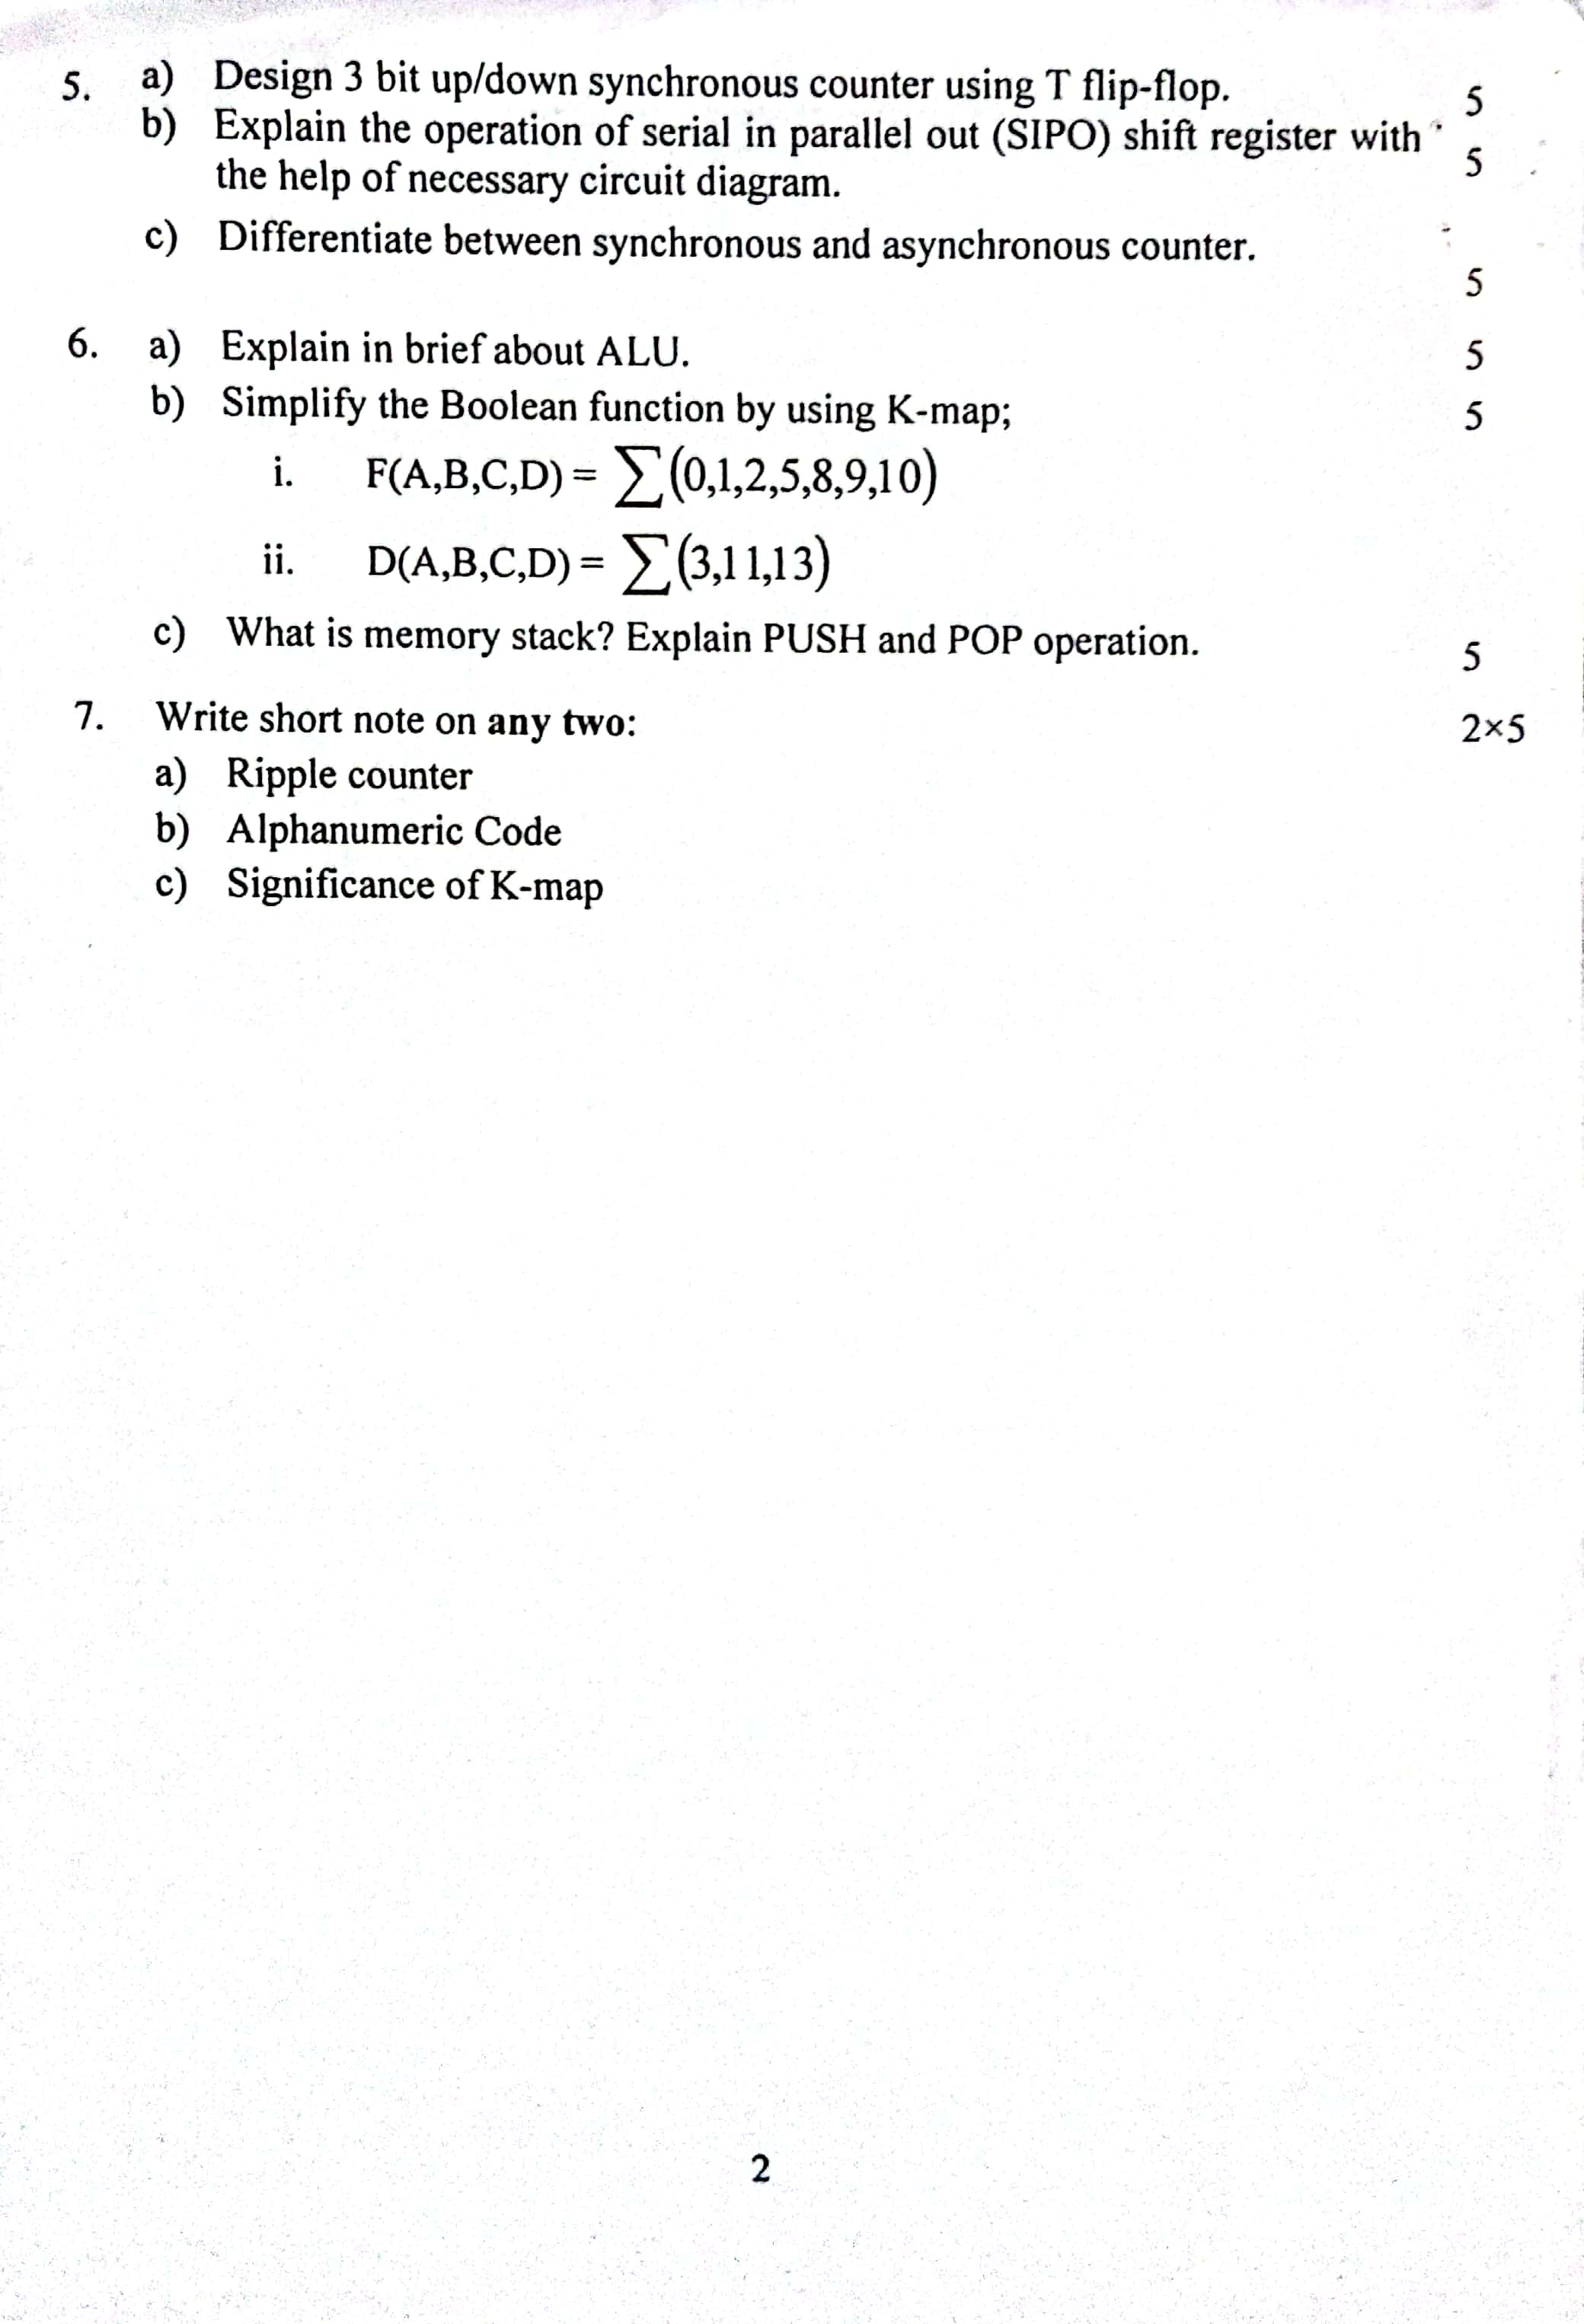 5. a) Design 3 bit up/down synchronous counter using T flip-flop. 5
b) Explain the operation of serial in parallel out (SIPO) shift register with 5
the help of necessary circuit diagram.
c) Differentiate between synchronous and asynchronous counter.
5
6. a) Explain in brief about ALU. 5
b) Simplify the Boolean function by using K-map; 5
i. F(A,B,C,D) = ∑(0,1,2,5,8,9,10)
ii. D(A,B,C,D) = ∑(3,11,13)
c) What is memory stack? Explain PUSH and POP operation. 5
7. Write short note on any two: 2×5
a) Ripple counter
b) Alphanumeric Code
c) Significance of K-map
2